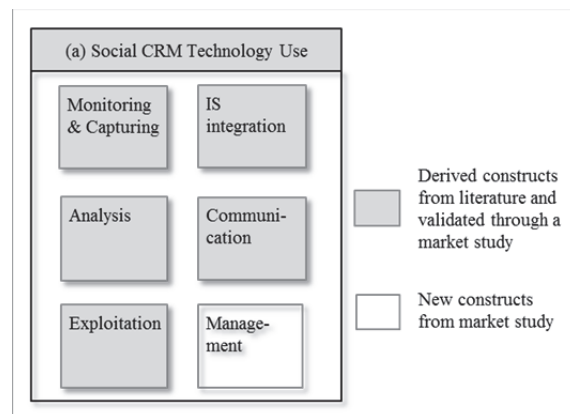 (a) Social CRM Technology Use
Monitoring
& Capturing
IS
integration
Analysis
Communi-
cation
Exploitation
Manage-
ment
Derived constructs
from literature and
validated through a
market study
New constructs
from market study